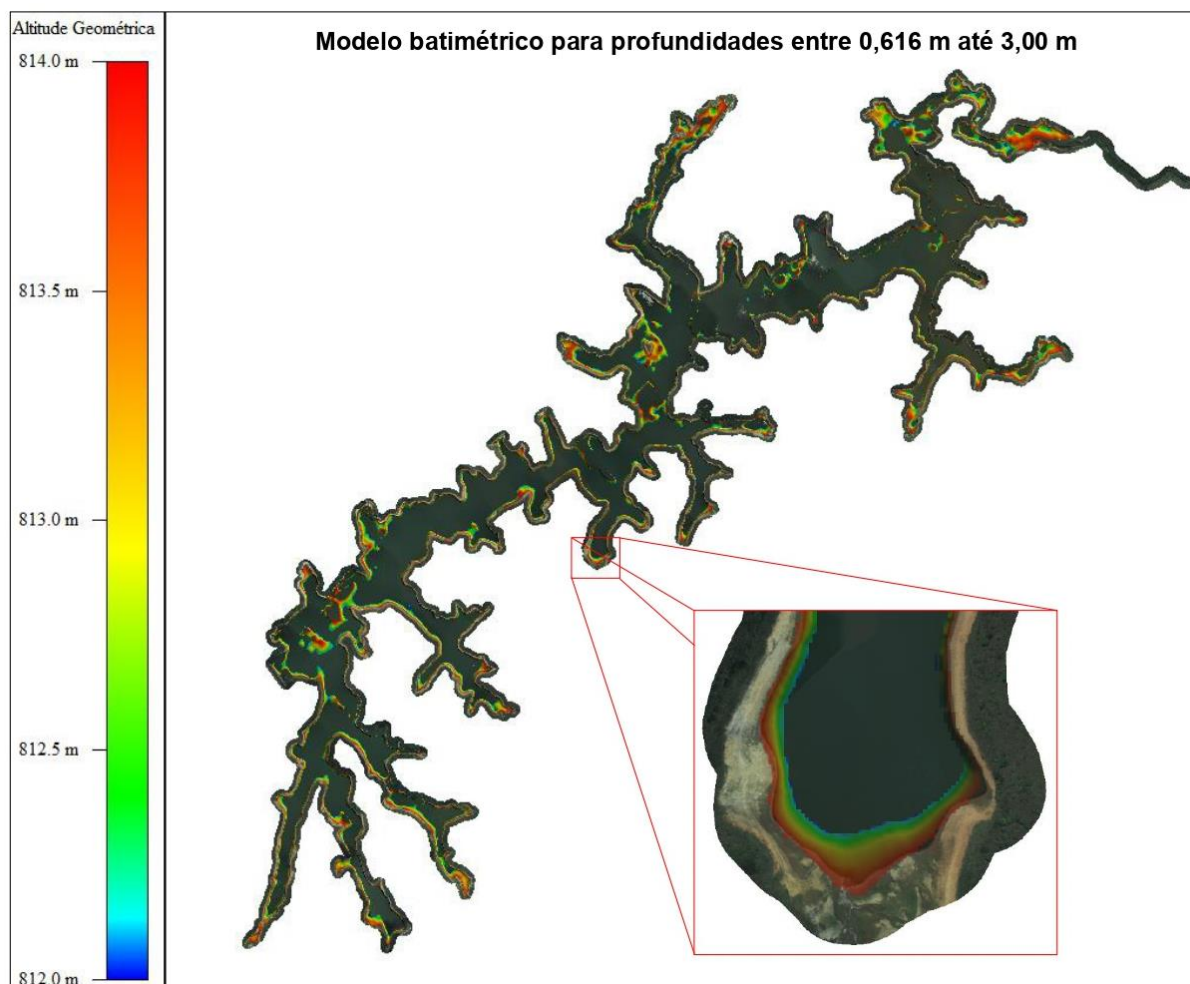 Altitude Geométrica
Modelo batimétrico para profundidades entre 0,616 m até 3,00 m
814.0 m
813.5 m
813.0 m
812.5 m
812.0 m